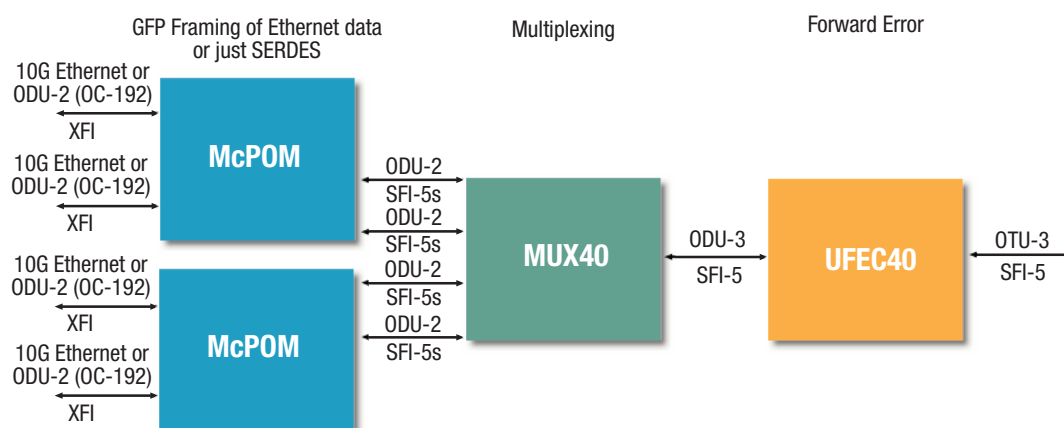 GFP Framing of Ethernet data
or just SERDES
Multiplexing
Forward Error
10G Ethernet or
ODU-2 (OC-192)
XFI
10G Ethernet or
ODU-2 (OC-192)
XFI
McPOM
10G Ethernet or
ODU-2 (OC-192)
XFI
10G Ethernet or
ODU-2 (OC-192)
XFI
McPOM
ODU-2
SFI-5s
ODU-2
SFI-5s
ODU-2
SFI-5s
ODU-2
SFI-5s
MUX40
ODU-3
SFI-5
UFEC40
OTU-3
SFI-5